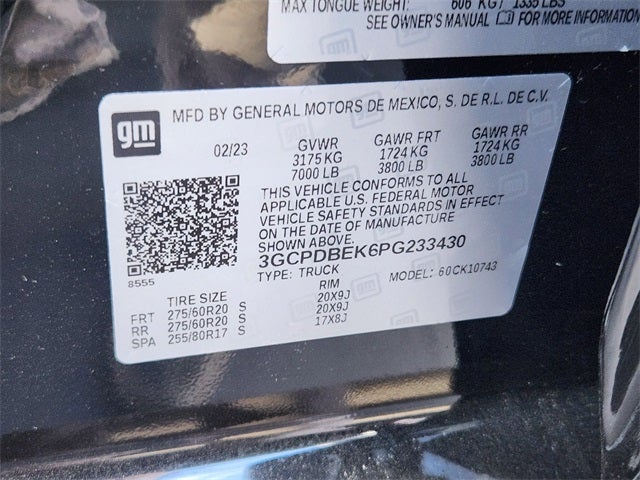 MAX TONGUE WEIGHT: 606 KG / 1335 LBS
SEE OWNER'S MANUAL FOR MORE INFORMATION
gm
MFD BY GENERAL MOTORS DE MEXICO, S. DE R.L. DE C.V.
02/23 GVWR GAWR FRT GAWR RR
3175 KG 1724 KG 1724 KG
7000 LB 3800 LB 3800 LB
THIS VEHICLE CONFORMS TO ALL
APPLICABLE U.S. FEDERAL MOTOR
VEHICLE SAFETY STANDARDS IN EFFECT
ON THE DATE OF MANUFACTURE
SHOWN ABOVE.
3GCPDBEK6PG233430
8555
TYPE: TRUCK MODEL: 60CK10743
TIRE SIZE RIM
FRT 275/60R20 S 20X9J
RR 275/60R20 S 20X9J
SPA 255/80R17 S 17X8J